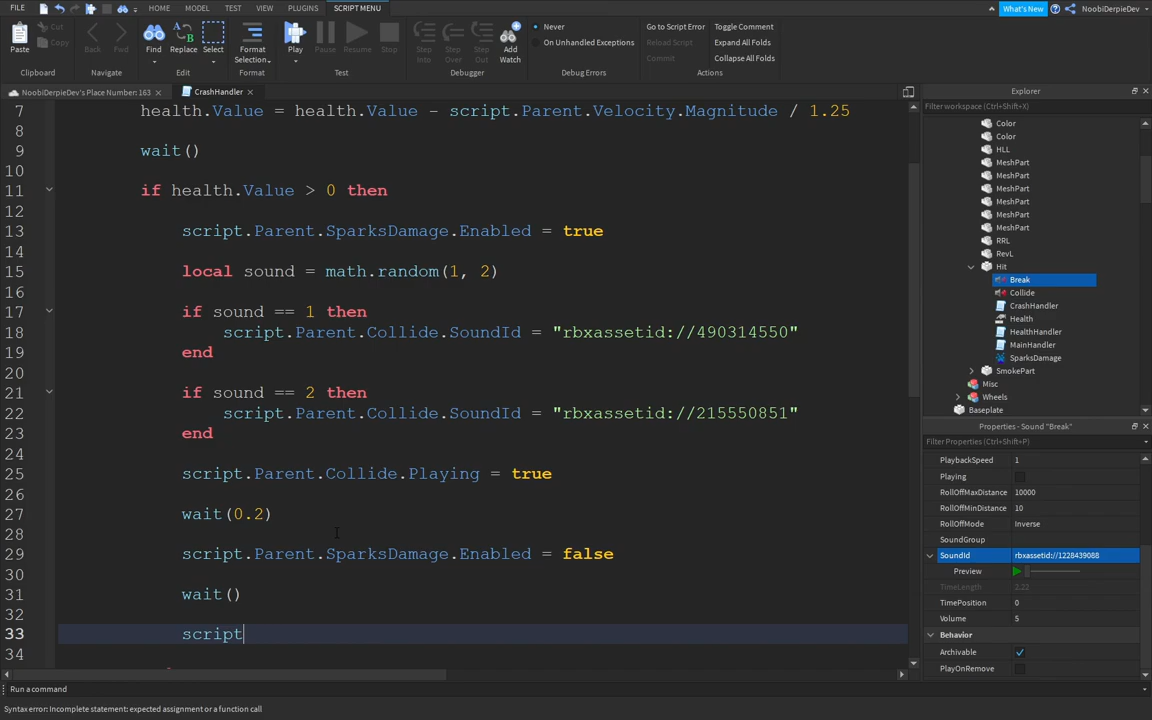 FILE
HOME MODEL TEST VIEW PLUGINS SCRIPT MENU
What's New NoobiDerpieDev
Paste Cut Copy
Clipboard
Back Fwd
Navigate
Find Replace Select
Edit
Format Selection
Format
Play Pause Resume Stop
Test
Step Into Step Over Step Out Add Watch
Debugger
Never
On Unhandled Exceptions
Debug Errors
Go to Script Error Toggle Comment
Reload Script Expand All Folds
Commit Collapse All Folds
Actions
NoobiDerpieDev's Place Number: 163 CrashHandler
7 health.Value = health.Value - script.Parent.Velocity.Magnitude / 1.25
8
9 wait()
10
11 if health.Value > 0 then
12
13 script.Parent.SparksDamage.Enabled = true
14
15 local sound = math.random(1, 2)
16
17 if sound == 1 then
18 script.Parent.Collide.SoundId = "rbxassetid://490314550"
19 end
20
21 if sound == 2 then
22 script.Parent.Collide.SoundId = "rbxassetid://215550851"
23 end
24
25 script.Parent.Collide.Playing = true
26
27 wait(0.2)
28
29 script.Parent.SparksDamage.Enabled = false
30
31 wait()
32
33 script
34
Explorer
Filter workspace (Ctrl+Shift+X)
Color
Color
HLL
MeshPart
MeshPart
MeshPart
MeshPart
MeshPart
MeshPart
RRL
RevL
Hit
Break
Collide
CrashHandler
Health
HealthHandler
MainHandler
SparksDamage
SmokePart
Misc
Wheels
Baseplate
Properties - Sound "Break"
Filter Properties (Ctrl+Shift+P)
PlaybackSpeed 1
Playing
RollOffMaxDistance 10000
RollOffMinDistance 10
RollOffMode Inverse
SoundGroup
SoundId rbxassetid://1228439088
Preview
TimeLength 2.22
TimePosition 0
Volume 5
Behavior
Archivable
PlayOnRemove
Run a command
Syntax error: Incomplete statement: expected assignment or a function call